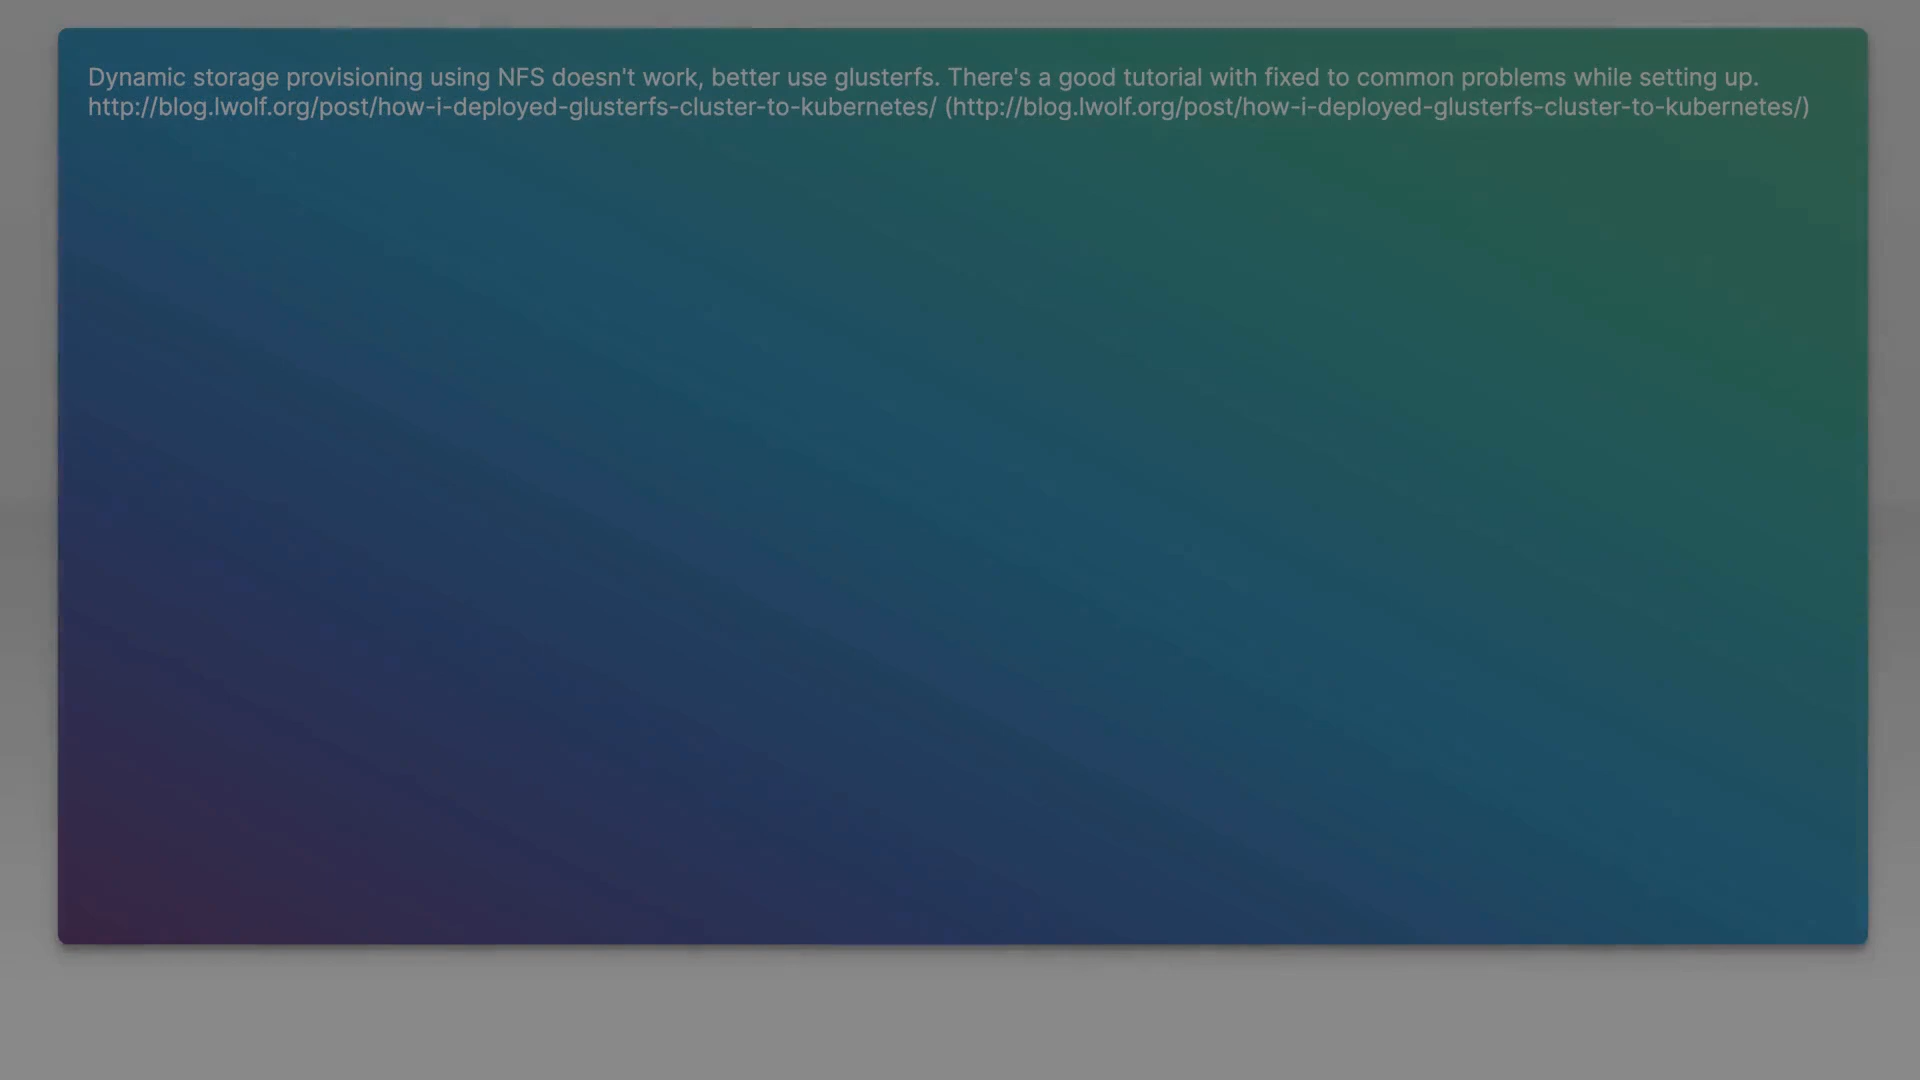 Dynamic storage provisioning using NFS doesn't work, better use glusterfs. There's a good tutorial with fixed to common problems while setting up.
http://blog.lwolf.org/post/how-i-deployed-glusterfs-cluster-to-kubernetes/ (http://blog.lwolf.org/post/how-i-deployed-glusterfs-cluster-to-kubernetes/)